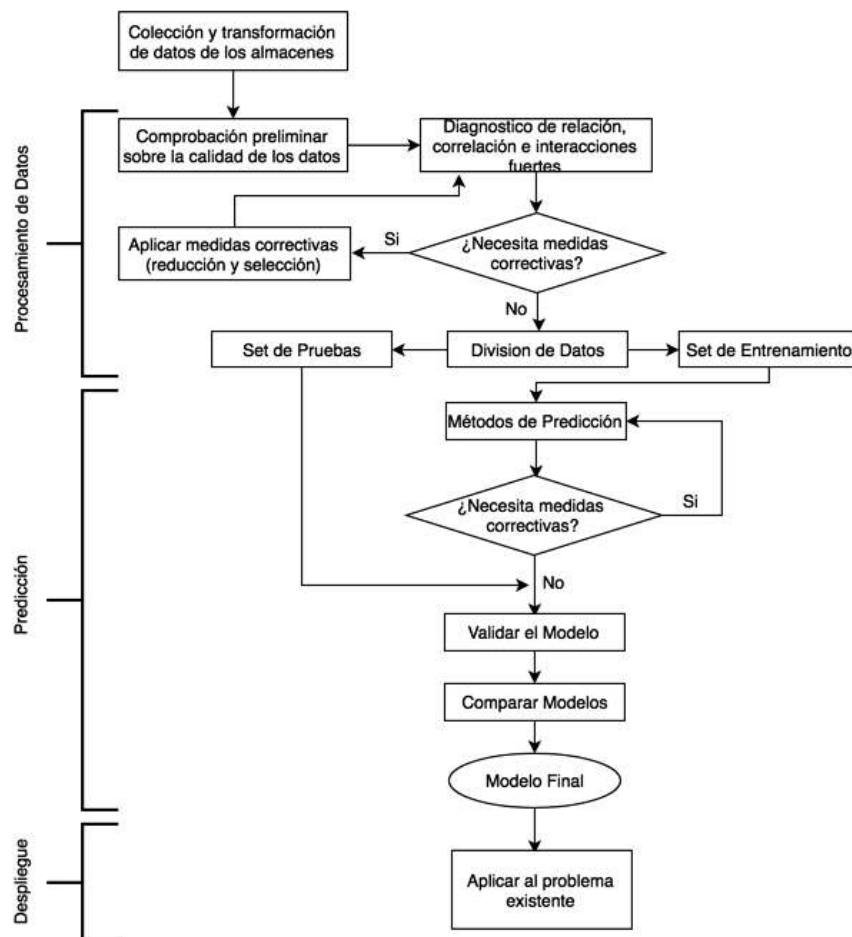 Colección y transformación
de datos de los almacenes
Procesamiento de Datos
Comprobación preliminar
sobre la calidad de los datos
Diagnostico de relación,
correlación e interacciones
fuertes
Aplicar medidas correctivas
(reducción y selección)
Si
¿Necesita medidas
correctivas?
No
Set de Pruebas
Division de Datos
Set de Entrenamiento
Predicción
Métodos de Predicción
¿Necesita medidas
correctivas?
Si
No
Validar el Modelo
Comparar Modelos
Modelo Final
Despliegue
Aplicar al problema
existente